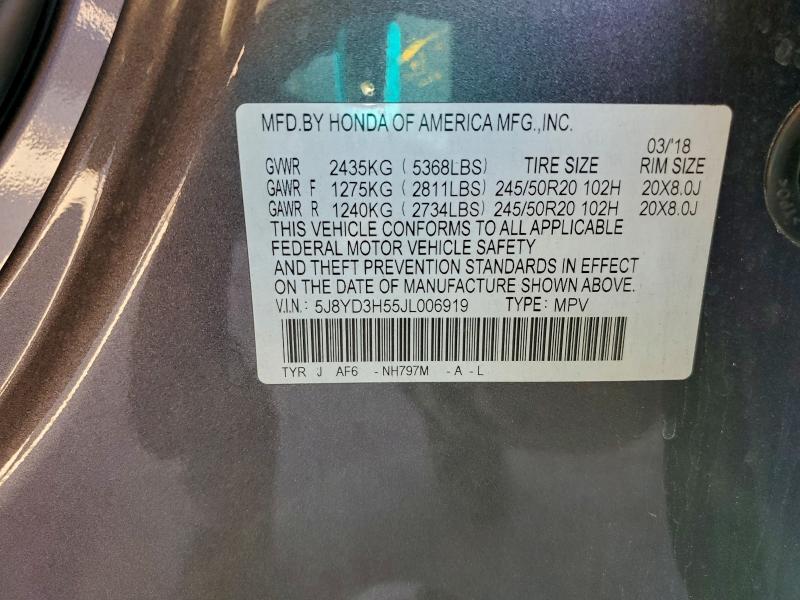 MFD.BY HONDA OF AMERICA MFG.,INC.
03/'18
GVWR 2435KG (5368LBS) TIRE SIZE RIM SIZE
GAWR F 1275KG (2811LBS) 245/50R20 102H 20X8.0J
GAWR R 1240KG (2734LBS) 245/50R20 102H 20X8.0J
THIS VEHICLE CONFORMS TO ALL APPLICABLE
FEDERAL MOTOR VEHICLE SAFETY
AND THEFT PREVENTION STANDARDS IN EFFECT
ON THE DATE OF MANUFACTURE SHOWN ABOVE.
V.I.N.: 5J8YD3H55JL006919 TYPE: MPV
TYR J AF6 -NH797M -A-L